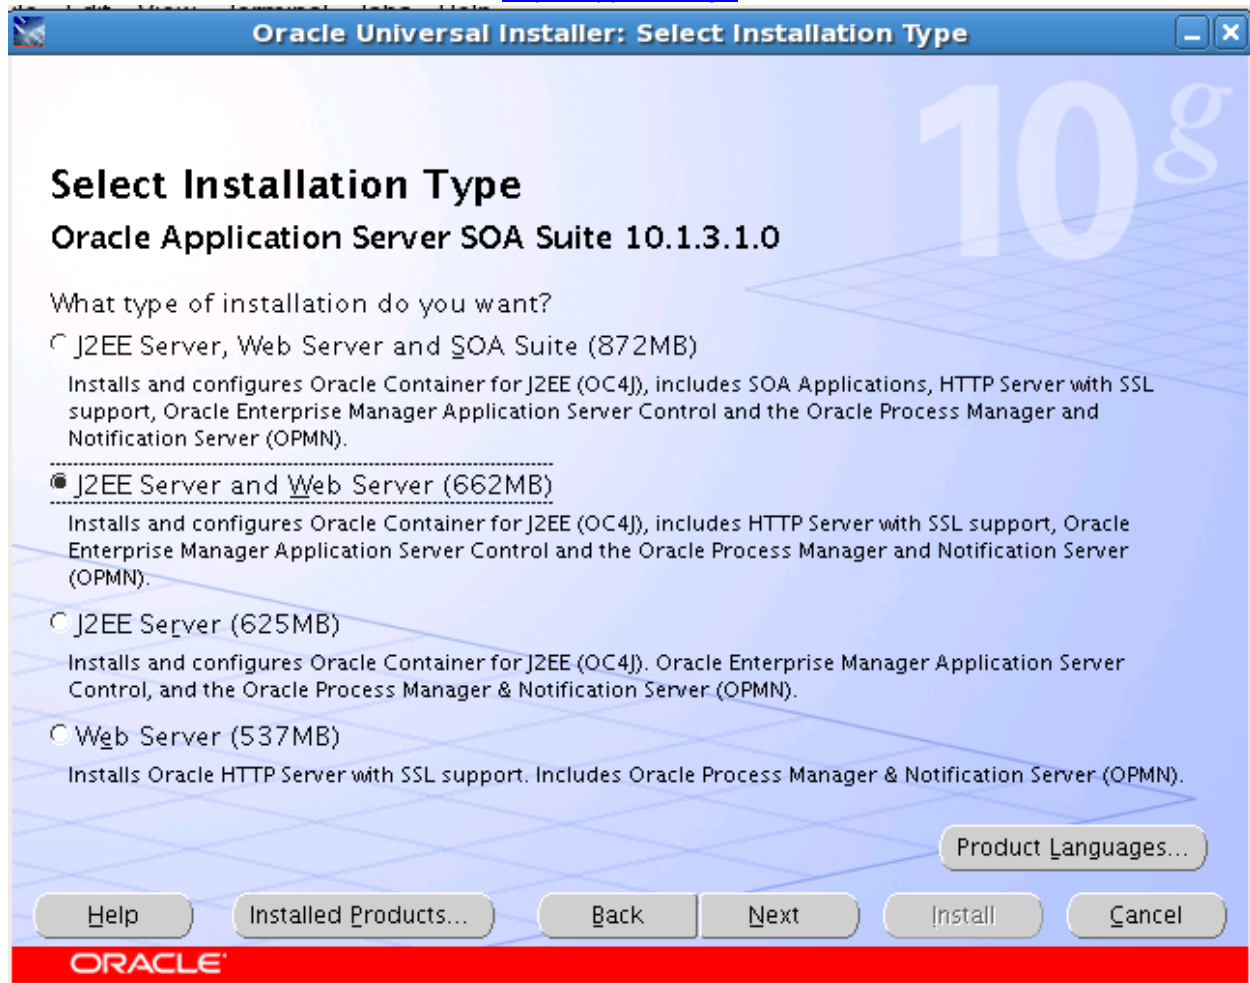 Oracle Universal Installer: Select Installation Type
10g
Select Installation Type
Oracle Application Server SOA Suite 10.1.3.1.0
What type of installation do you want?
J2EE Server, Web Server and SOA Suite (872MB)
Installs and configures Oracle Container for J2EE (OC4J), includes SOA Applications, HTTP Server with SSL
support, Oracle Enterprise Manager Application Server Control and the Oracle Process Manager and
Notification Server (OPMN).
J2EE Server and Web Server (662MB)
Installs and configures Oracle Container for J2EE (OC4J), includes HTTP Server with SSL support, Oracle
Enterprise Manager Application Server Control and the Oracle Process Manager and Notification Server
(OPMN).
J2EE Server (625MB)
Installs and configures Oracle Container for J2EE (OC4J). Oracle Enterprise Manager Application Server
Control, and the Oracle Process Manager & Notification Server (OPMN).
Web Server (537MB)
Installs Oracle HTTP Server with SSL support. Includes Oracle Process Manager & Notification Server (OPMN).
Product Languages...
Help Installed Products... Back Next Install Cancel
ORACLE